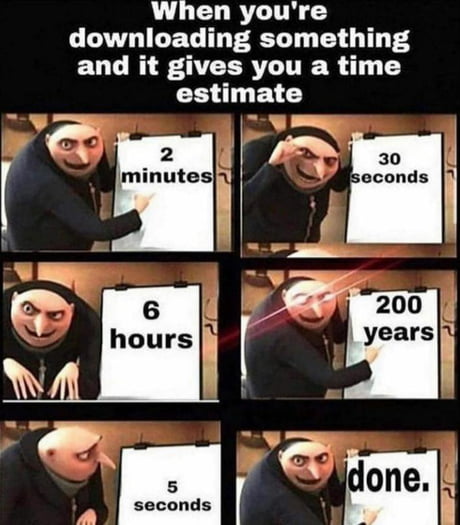 When you're
downloading something
and it gives you a time
estimate
2
minutes
30
seconds
6
hours
200
years
5
seconds
done.